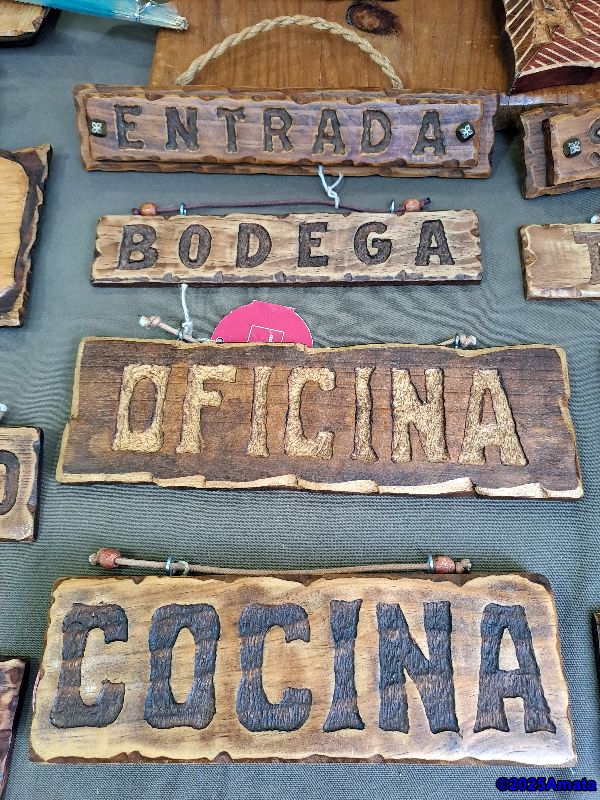 ENTRADA
BODEGA
OFICINA
COCINA
©2025Amata